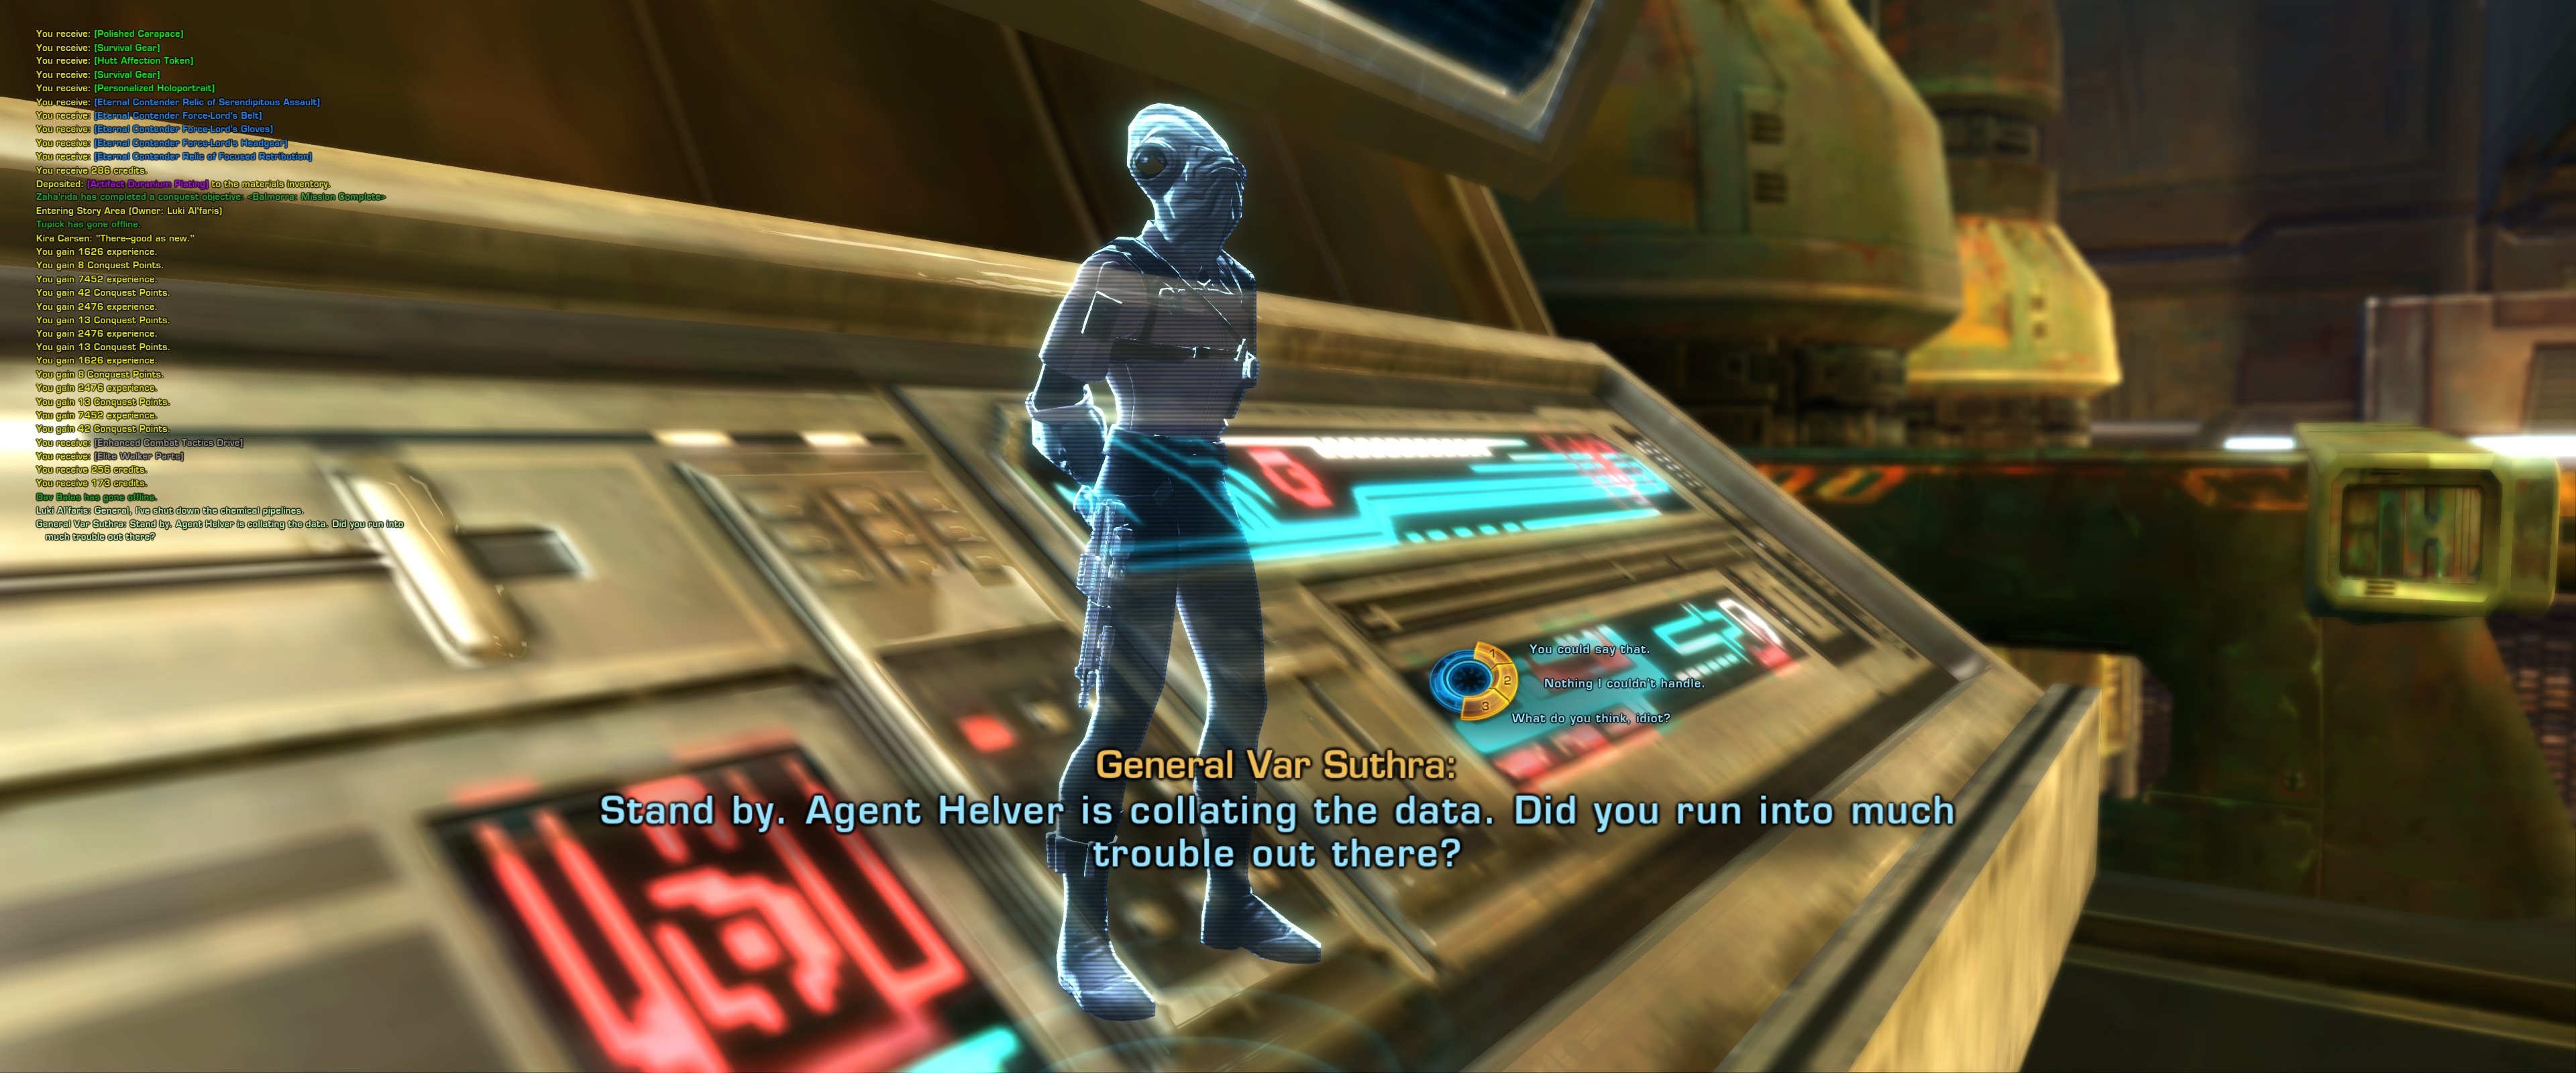 You receive: [Polished Carapace]
You receive: [Survival Gear]
You receive: [Hutt Affection Token]
You receive: [Survival Gear]
You receive: [Personalized Holoportrait]
You receive: [Eternal Contender Relic of Serendipitous Assault]
You receive: [Eternal Contender Force-Lord's Belt]
You receive: [Eternal Contender Force-Lord's Gloves]
You receive: [Eternal Contender Force-Lord's Headgear]
You receive: [Eternal Contender Relic of Focused Retribution]
You receive 286 credits.
Deposited: [Artifact Duranium Plating] to the materials inventory.
Zaha'rida has completed a conquest objective: <Balmorra: Mission Complete>
Entering Story Area (Owner: Luki Al'faris)
Tupick has gone offline.
Kira Carsen: "There—good as new."
You gain 1626 experience.
You gain 8 Conquest Points.
You gain 7452 experience.
You gain 42 Conquest Points.
You gain 2476 experience.
You gain 13 Conquest Points.
You gain 2476 experience.
You gain 13 Conquest Points.
You gain 1626 experience.
You gain 8 Conquest Points.
You gain 2476 experience.
You gain 13 Conquest Points.
You gain 7452 experience.
You gain 42 Conquest Points.
You receive: [Enhanced Combat Tactics Drive]
You receive: [Elite Walker Parts]
You receive 256 credits.
You receive 173 credits.
Dav Balas has gone offline.
Luki Al'faris: General, I've shut down the chemical pipelines.
General Var Suthra: Stand by. Agent Helver is collating the data. Did you run into
much trouble out there?
1 You could say that.
2 Nothing I couldn't handle.
3 What do you think, idiot?
General Var Suthra:
Stand by. Agent Helver is collating the data. Did you run into much
trouble out there?